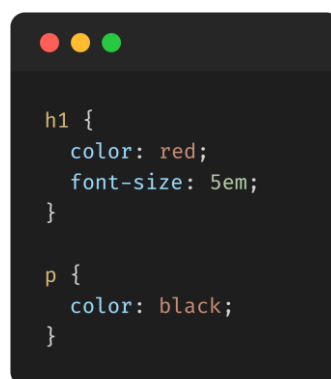 h1 {
  color: red;
  font-size: 5em;
}

p {
  color: black;
}